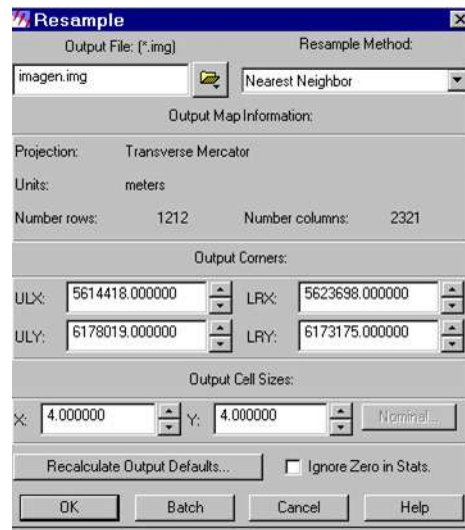 Resample
Output File: (*.img) Resample Method:
imagen.img Nearest Neighbor
Output Map Information:
Projection: Transverse Mercator
Units: meters
Number rows: 1212 Number columns: 2321
Output Corners:
ULX: 5614418.000000 LRX: 5623698.000000
ULY: 6178019.000000 LRY: 6173175.000000
Output Cell Sizes:
X: 4.000000 Y: 4.000000 Nominal...
Recalculate Output Defaults... Ignore Zero in Stats.
OK Batch Cancel Help